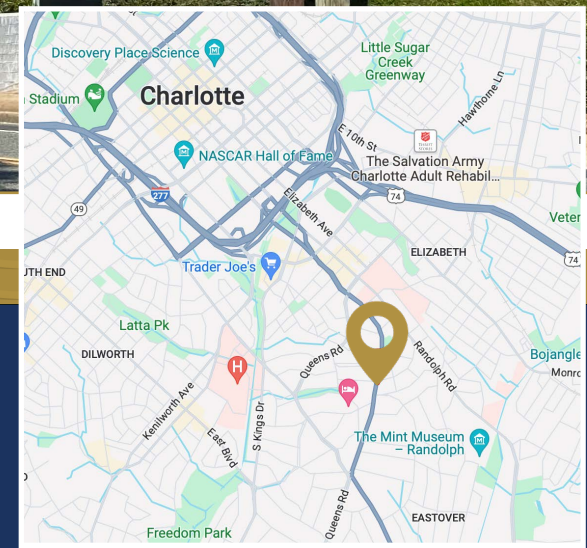 Discovery Place Science
Little Sugar
Creek
Greenway
Stadium
Charlotte
Hawthorne Ln
E 10th St
NASCAR Hall of Fame
The Salvation Army
Charlotte Adult Rehabil...
277
74
49
Elizabeth Ave
Veter
ELIZABETH
74
UTH END
Trader Joe's
Latta Pk
DILWORTH
H
Queens Rd
Randolph Rd
Bojangle
Monro
Kenilworth Ave
East Blvd
S Kings Dr
The Mint Museum
– Randolph
Queens Rd
EASTOVER
Freedom Park